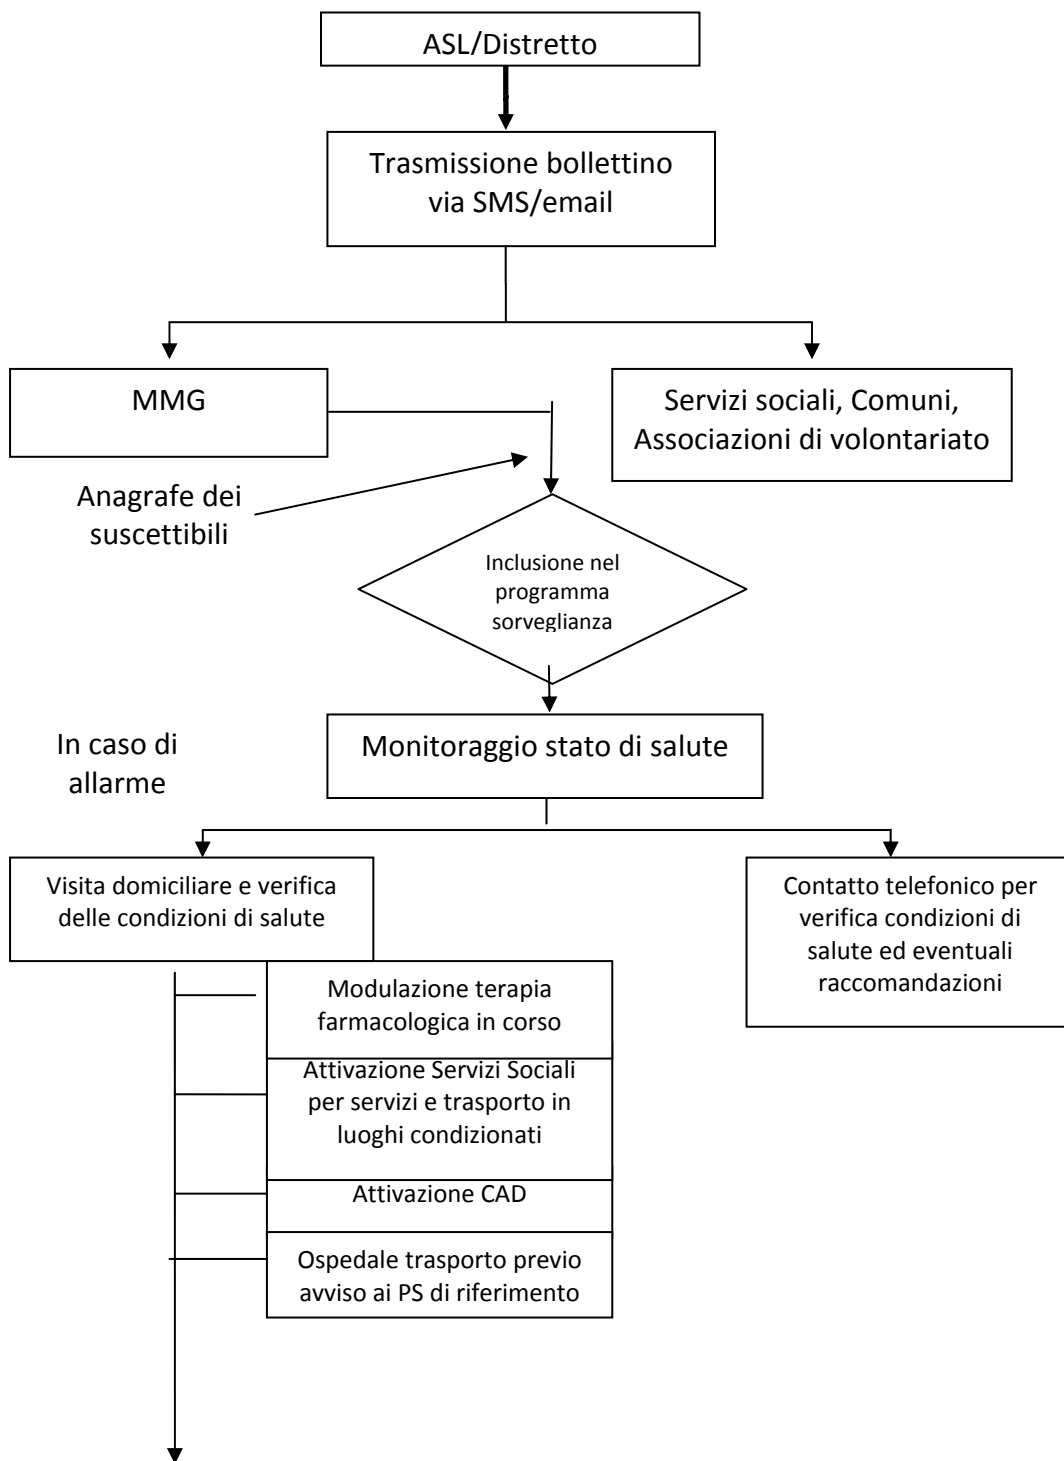 ASL/Distretto
Trasmissione bollettino
via SMS/email
MMG
Servizi sociali, Comuni,
Associazioni di volontariato
Anagrafe dei
suscettibili
Inclusione nel
programma
sorveglianza
Monitoraggio stato di salute
In caso di
allarme
Visita domiciliare e verifica
delle condizioni di salute
Contatto telefonico per
verifica condizioni di
salute ed eventuali
raccomandazioni
Modulazione terapia
farmacologica in corso
Attivazione Servizi Sociali
per servizi e trasporto in
luoghi condizionati
Attivazione CAD
Ospedale trasporto previo
avviso ai PS di riferimento